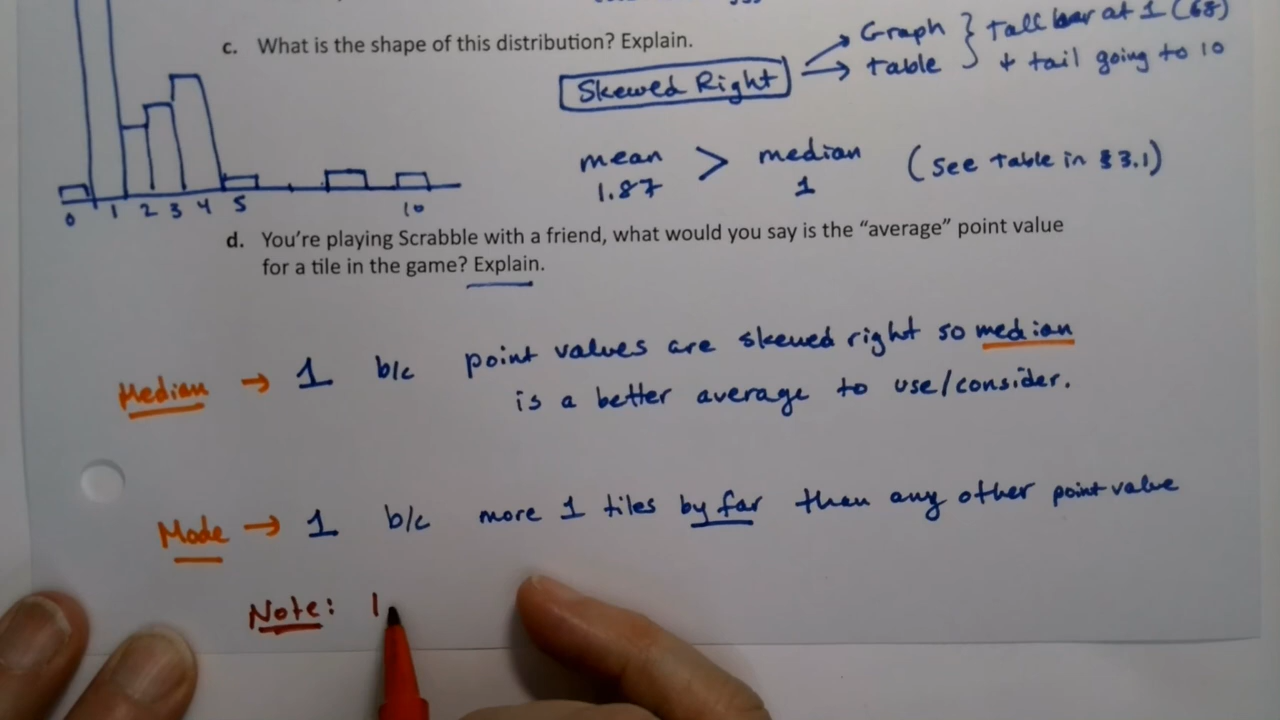 c. What is the shape of this distribution? Explain.
Skewed Right
Graph
table
} tall bar at 1 (68)
+ tail going to 10
mean > median (see table in § 3.1)
1.87 1
0 1 2 3 4 5 10
d. You're playing Scrabble with a friend, what would you say is the "average" point value
for a tile in the game? Explain.
Median → 1 b/c point values are skewed right so median
is a better average to use/consider.
Mode → 1 b/c more 1 tiles by far than any other point value
Note: